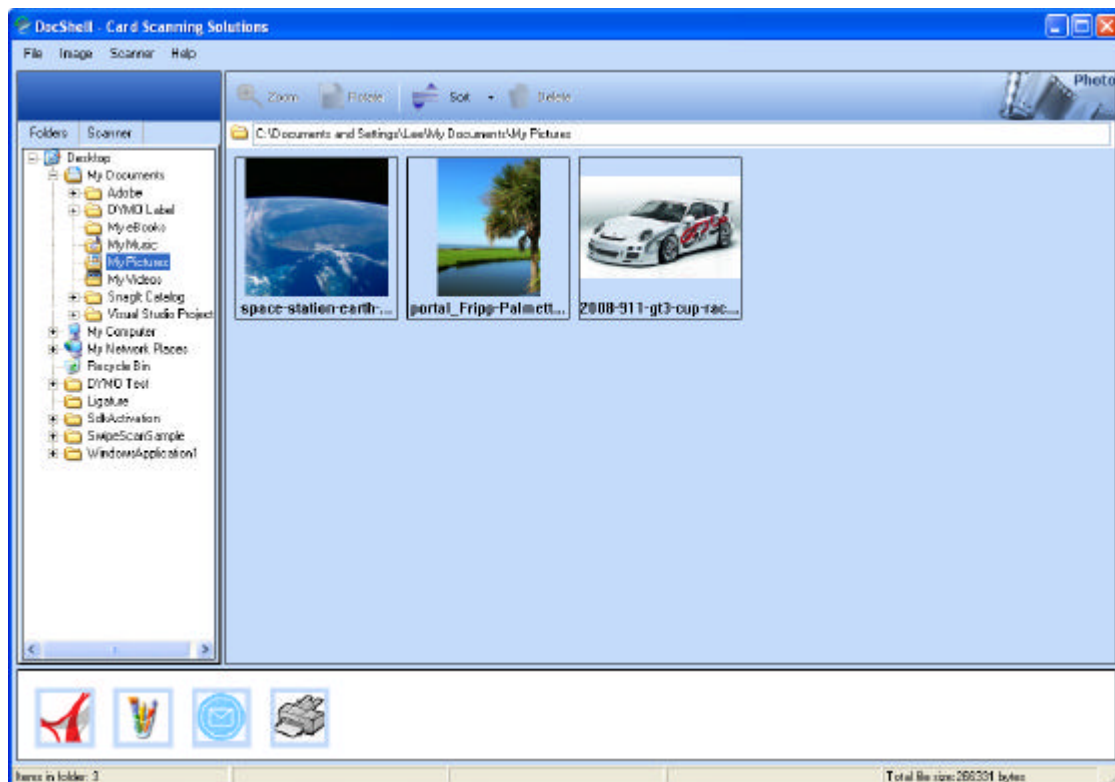 DocShell - Card Scanning Solutions
File Image Scanner Help
Zoom Rotate Sort Delete
Photo
Folders Scanner
C:\Documents and Settings\Lee\My Documents\My Pictures
Desktop
My Documents
Adobe
DYMO Label
My eBooks
My Music
My Pictures
My Videos
SnagIt Catalog
Visual Studio Project
My Computer
My Network Places
Recycle Bin
DYMO Test
Ligature
SdkActivation
SwipeScanSample
WindowsApplication1
space-station-earth-...
portal_Fripp-Palmett...
2008-911-gt3-cup-rac...
Items in folder: 3
Total file size:266331 bytes